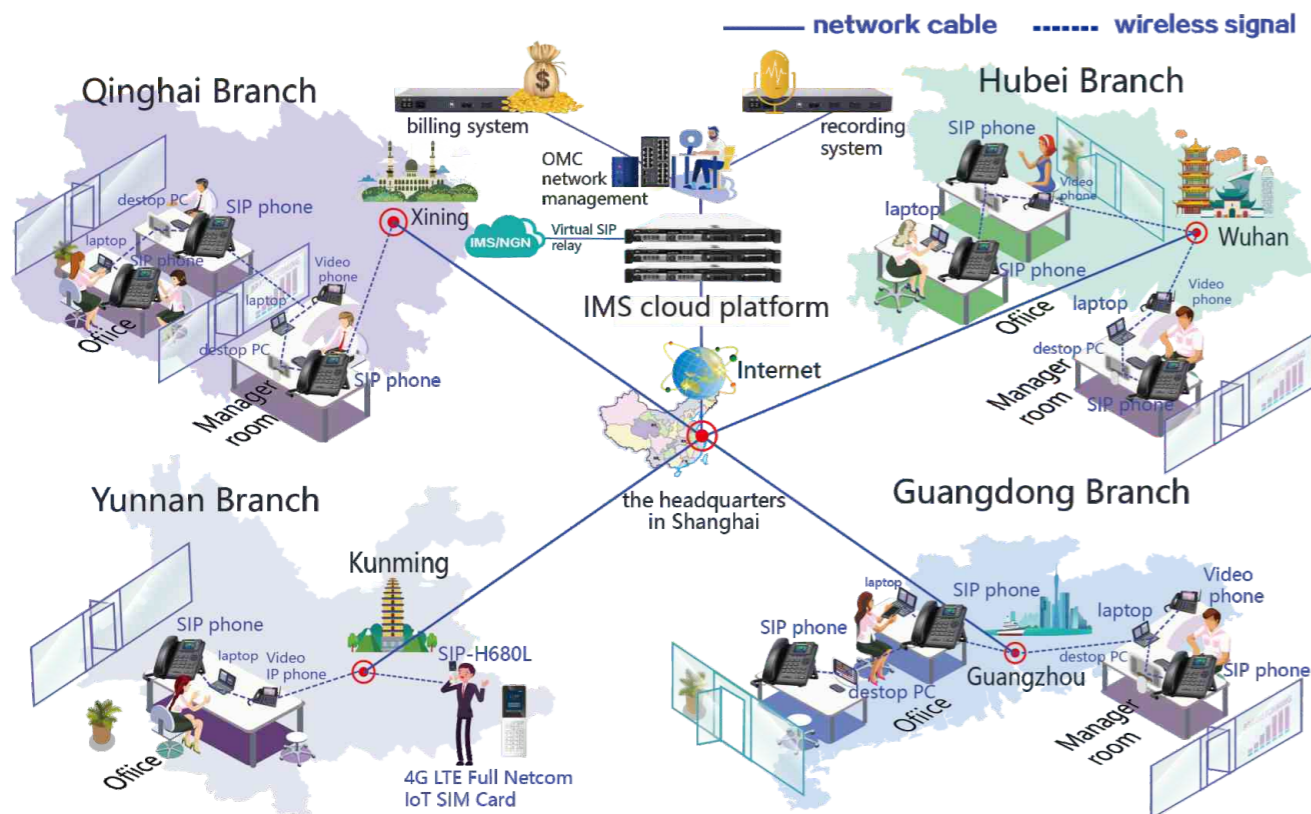 network cable
wireless signal
Qinghai Branch
billing system
recording
system
Hubei Branch
OMC
network
management
SIP phone
Video
phone
destop PC
SIP phone
Xining
IMS/NGN
Virtual SIP
relay
laptop
Wuhan
laptop
SIP phone
Video
phone
SIP phone
Ofiice
laptop
IMS cloud platform
Ofiice
laptop
Video
phone
destop PC
SIP phone
Manager
room
Internet
destop PC
SIP phone
Manager
room
the headquarters
in Shanghai
Yunnan Branch
Guangdong Branch
Kunming
SIP phone
laptop
Video
IP phone
SIP-H680L
Ofiice
4G LTE Full Netcom
IoT SIM Card
laptop
SIP phone
SIP phone
destop PC
Ofiice
Guangzhou
Video
phone
laptop
destop PC
SIP phone
Manager
room